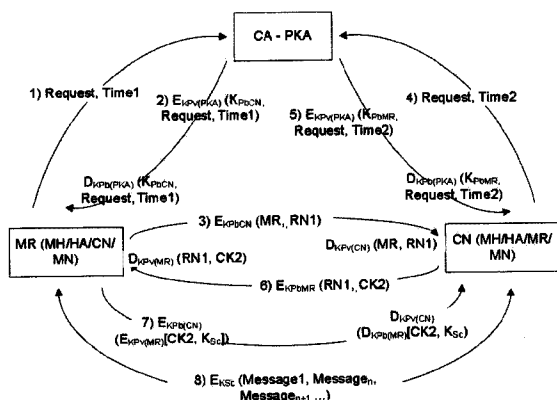 CA - PKA
1) Request, Time1
2) EKPv(PKA) (KPbCN,
Request, Time1)
5) EKPv(PKA) (KPbMR,
Request, Time2)
4) Request, Time2
DKPb(PKA) (KPbCN,
Request, Time1)
DKPb(PKA) (KPbMR,
Request, Time2)
3) EKPbCN (MR, RN1)
MR (MH/HA/CN/
MN)
DKPv(MR) (RN1, CK2)
DKPv(CN) (MR, RN1)
CN (MH/HA/MR/
MN)
6) EKPbMR (RN1, CK2)
7) EKPb(CN)
(EKPv(MR)[CK2, KSc])
DKPv(CN)
(DKPb(MR)[CK2, KSc)
8) EKSc (Message1, Messagen,
Messagen+1 ...)